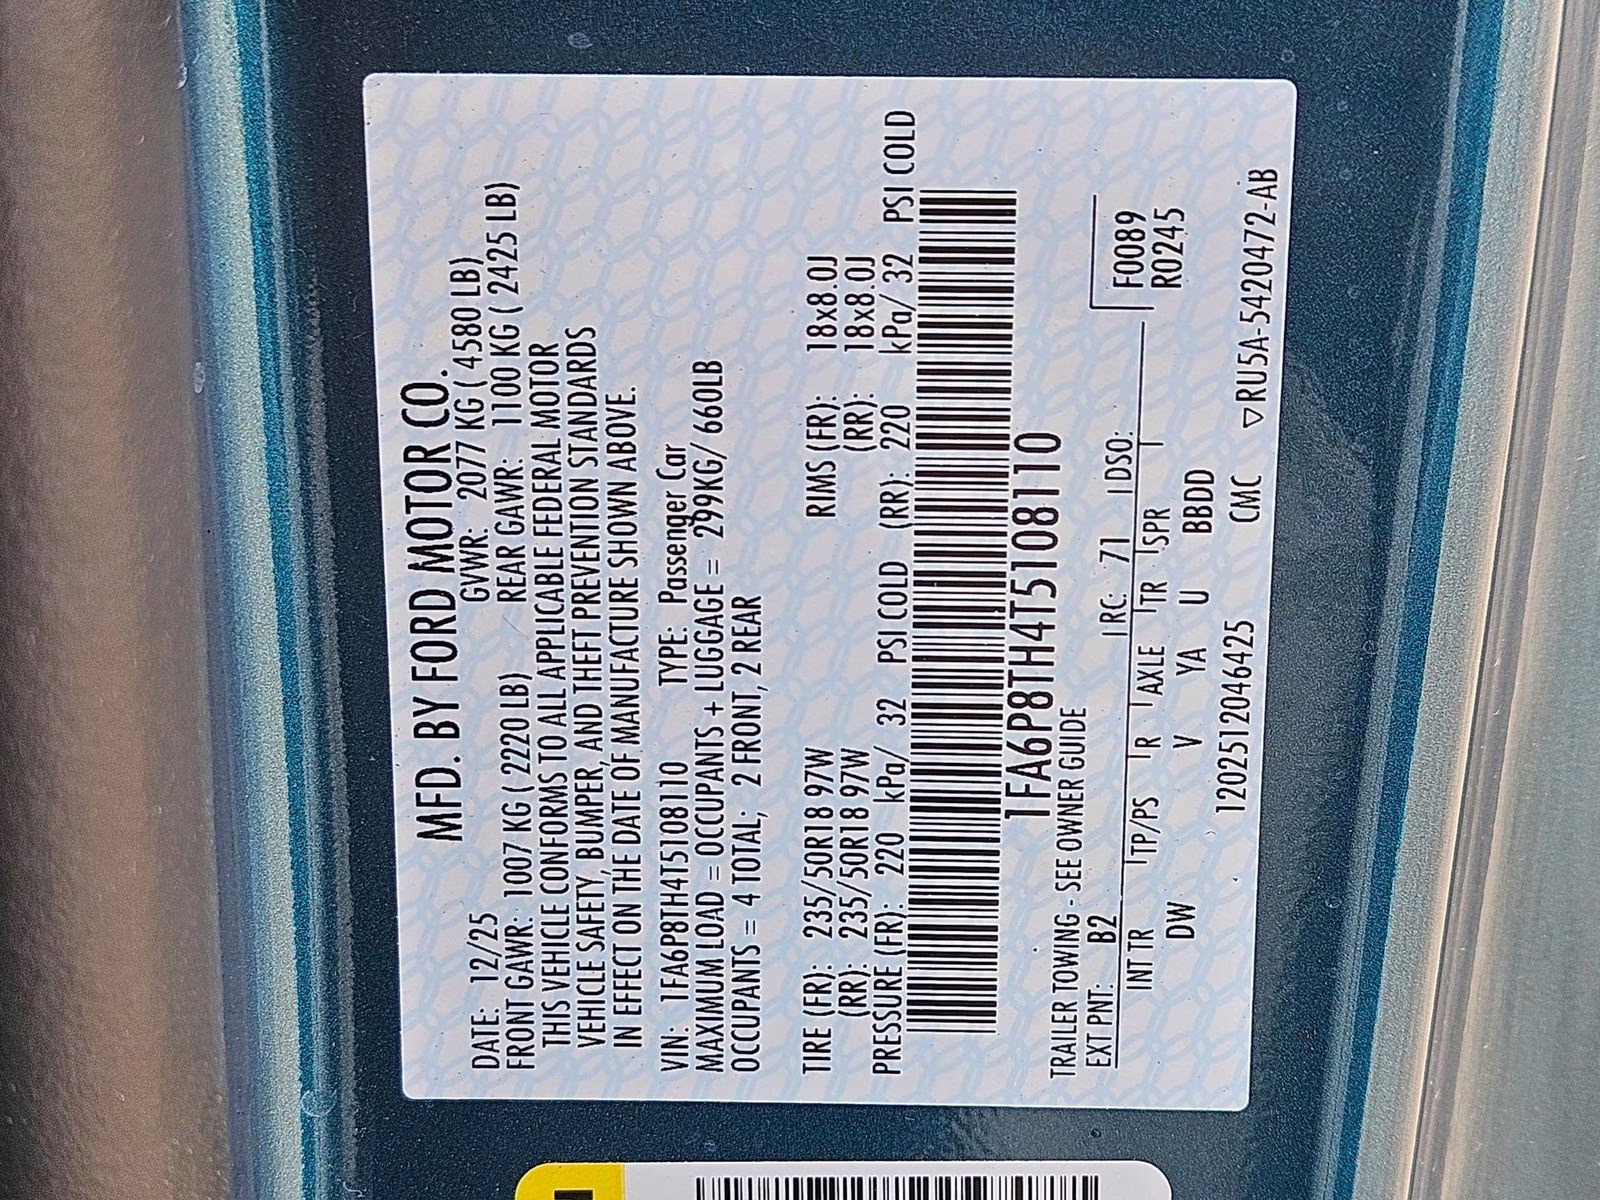 MFD. BY FORD MOTOR CO.
DATE: 12/25 GVWR: 2077 KG ( 4580 LB)
FRONT GAWR: 1007 KG ( 2220 LB) REAR GAWR: 1100 KG ( 2425 LB)
THIS VEHICLE CONFORMS TO ALL APPLICABLE FEDERAL MOTOR
VEHICLE SAFETY, BUMPER, AND THEFT PREVENTION STANDARDS
IN EFFECT ON THE DATE OF MANUFACTURE SHOWN ABOVE.
VIN: 1FA6P8TH4T5108110 TYPE: Passenger Car
MAXIMUM LOAD = OCCUPANTS + LUGGAGE = 299KG/ 660LB
OCCUPANTS = 4 TOTAL; 2 FRONT, 2 REAR
TIRE (FR): 235/50R18 97W RIMS (FR): 18x8.0J
(RR): 235/50R18 97W (RR): 18x8.0J
PRESSURE (FR): 220 kPa/ 32 PSI COLD (RR): 220 kPa/ 32 PSI COLD
1FA6P8TH4T5108110
TRAILER TOWING - SEE OWNER GUIDE
EXT PNT: B2 RC: 71 DSO: F0089
INT TR TP/PS R AXLE TR SPR R0245
DW V YA U BBDD
1202512046425 CMC ▽RU5A-5420472-AB